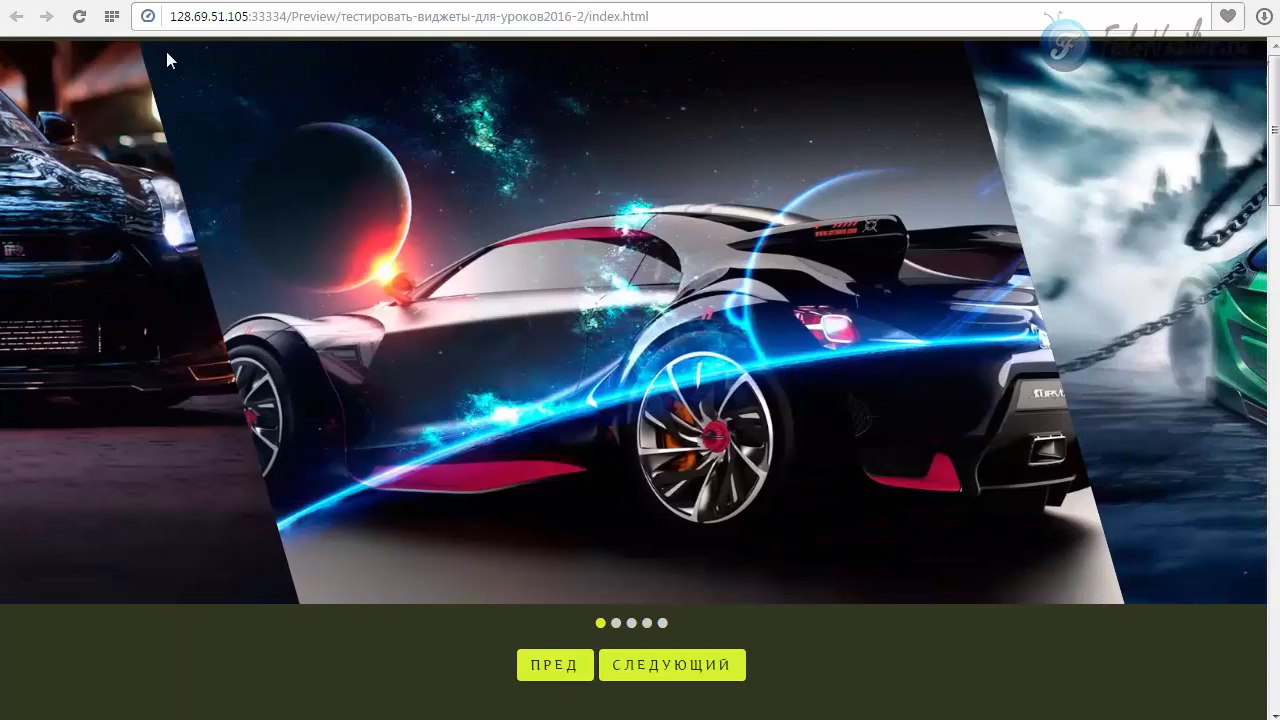 128.69.51.105:33334/Preview/тестировать-виджеты-для-уроков2016-2/index.html
ПРЕД
СЛЕДУЮЩИЙ